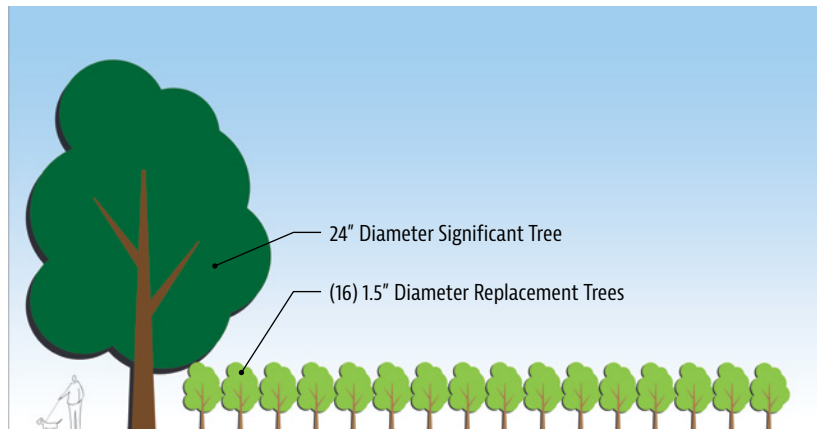 24" Diameter Significant Tree
(16) 1.5" Diameter Replacement Trees